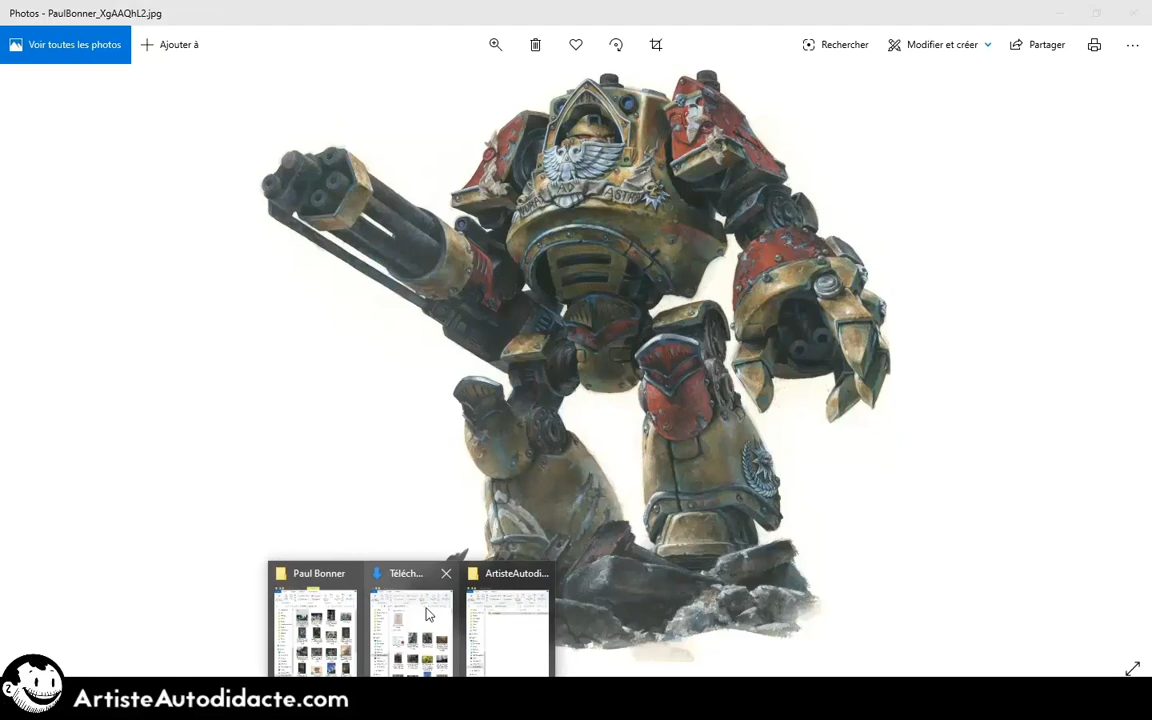 Photos - PaulBonner_XgAAQhL2.jpg
Voir toutes les photos
Ajouter à
Rechercher
Modifier et créer
Partager
Paul Bonner
Téléch...
ArtisteAutodi...
ArtisteAutodidacte.com